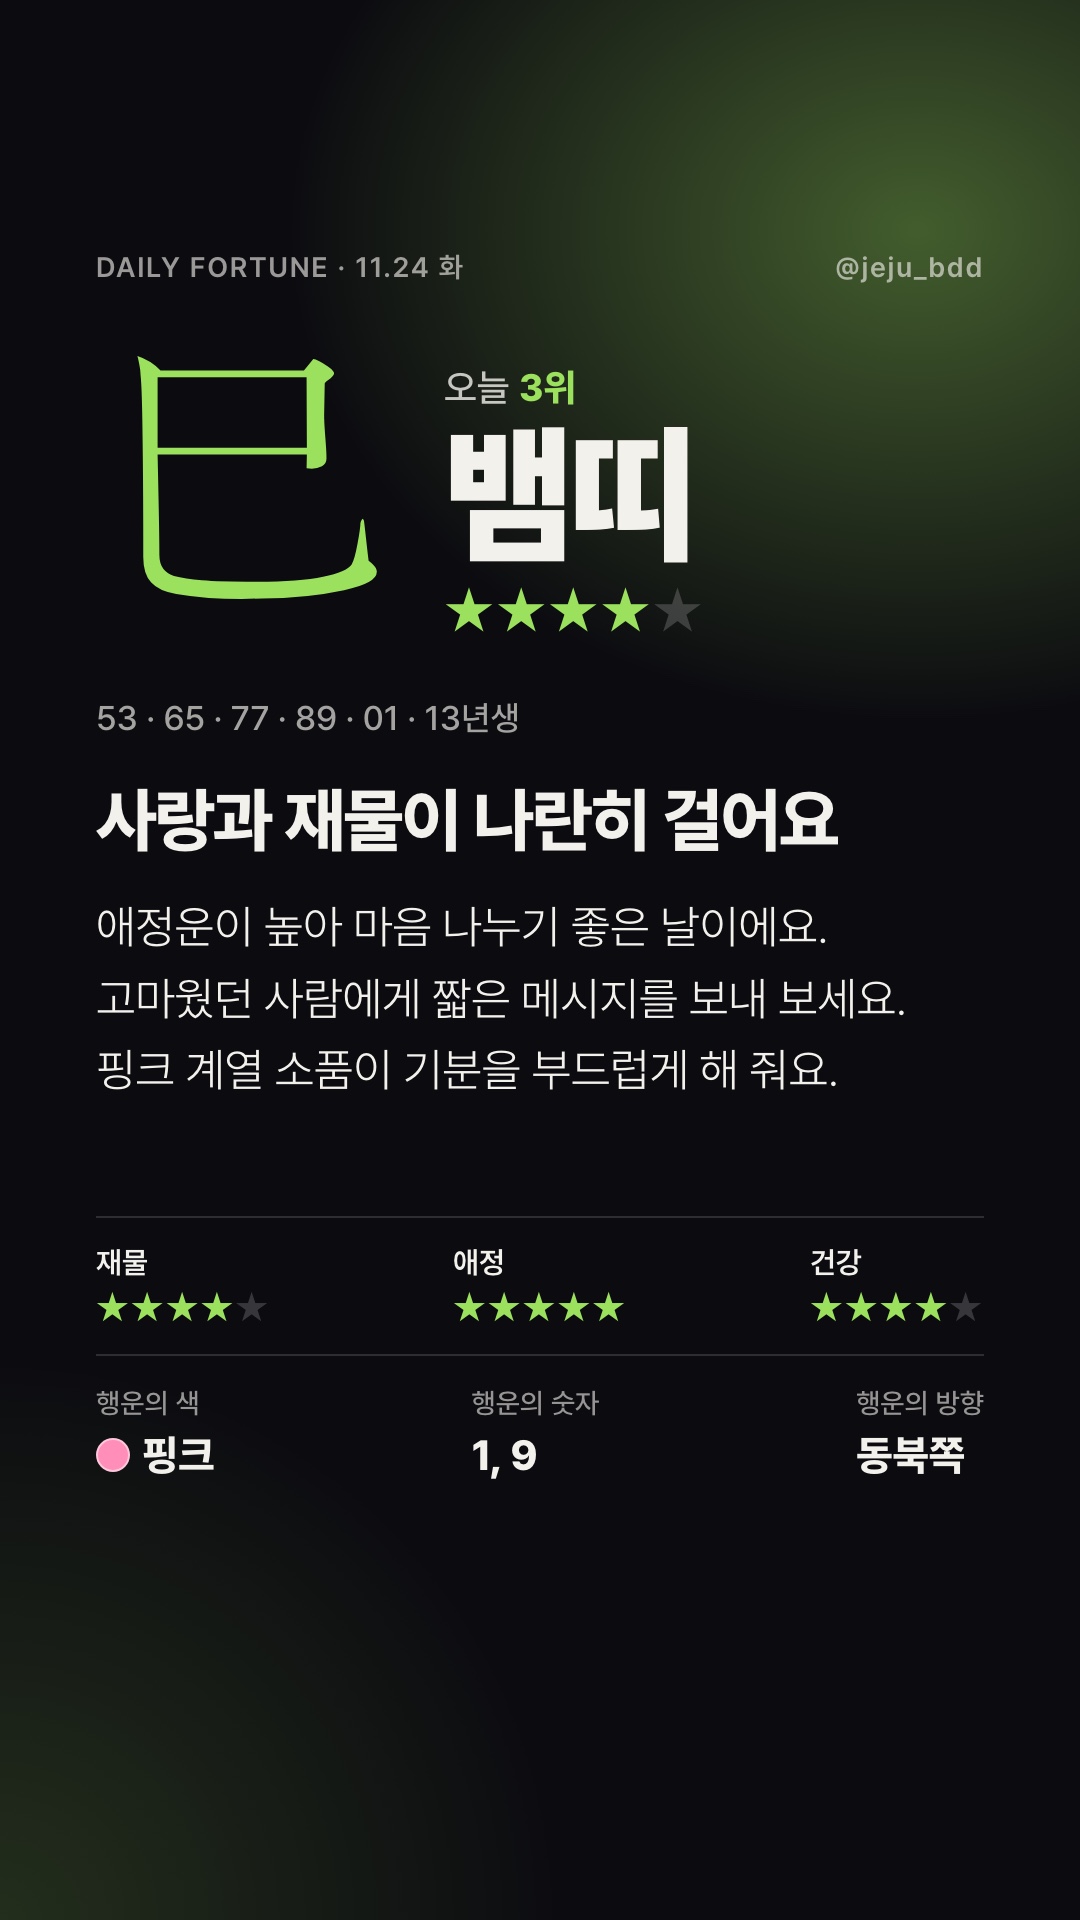 DAILY FORTUNE · 11.24 화
@jeju_bdd
巳
오늘 3위
뱀띠
★★★★★
53 · 65 · 77 · 89 · 01 · 13년생
사랑과 재물이 나란히 걸어요
애정운이 높아 마음 나누기 좋은 날이에요.
고마웠던 사람에게 짧은 메시지를 보내 보세요.
핑크 계열 소품이 기분을 부드럽게 해 줘요.
재물 애정 건강
★★★★★ ★★★★★ ★★★★★
행운의 색 행운의 숫자 행운의 방향
핑크 1, 9 동북쪽